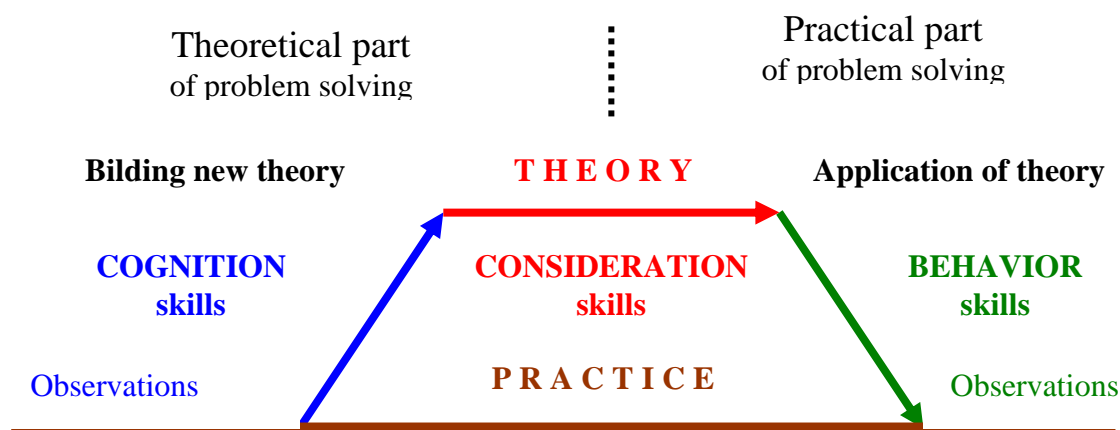 Theoretical part
of problem solving
Practical part
of problem solving
Bilding new theory
T H E O R Y
Application of theory
COGNITION
skills
CONSIDERATION
skills
BEHAVIOR
skills
Observations
P R A C T I C E
Observations